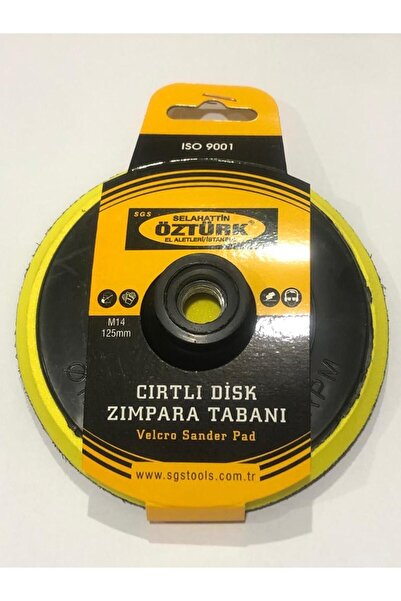 ISO 9001
SGS
SELAHATTİN
ÖZTÜRK
EL ALETLERİ/İSTANBUL
M14
125mm
CIRTLI DİSK
ZIMPARA TABANI
Velcro Sander Pad
www.sgstools.com.tr